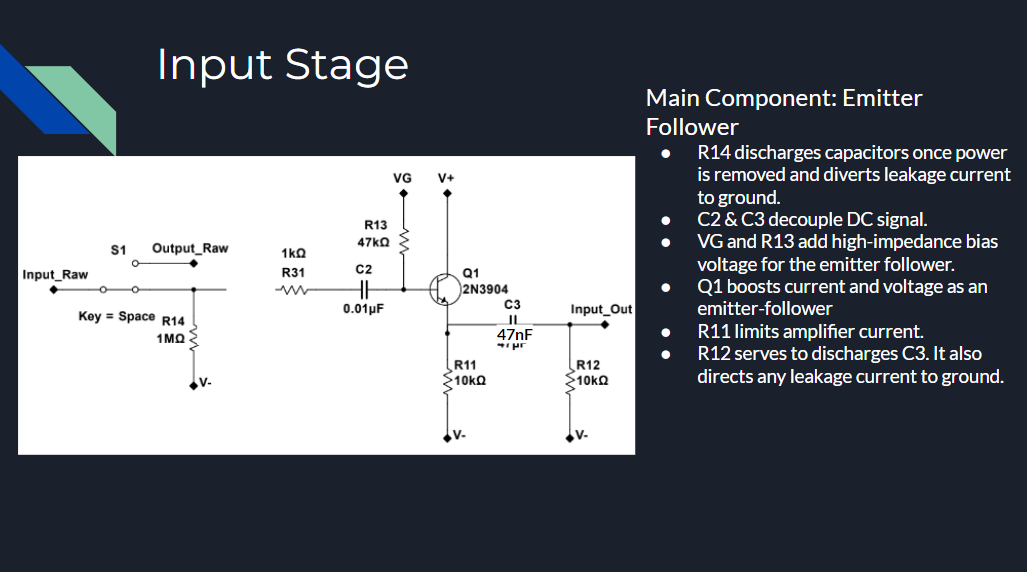 Input Stage
Main Component: Emitter
Follower
● R14 discharges capacitors once power
is removed and diverts leakage current
to ground.
● C2 & C3 decouple DC signal.
● VG and R13 add high-impedance bias
voltage for the emitter follower.
● Q1 boosts current and voltage as an
emitter-follower
● R11 limits amplifier current.
● R12 serves to discharges C3. It also
directs any leakage current to ground.
VG V+
R13
47kΩ
S1 Output_Raw
1kΩ
Input_Raw
R31
C2
Q1
2N3904
0.01µF
C3
Input_Out
Key = Space
R14
1MΩ
47nF
R11
10kΩ
R12
10kΩ
V-
V-
V-